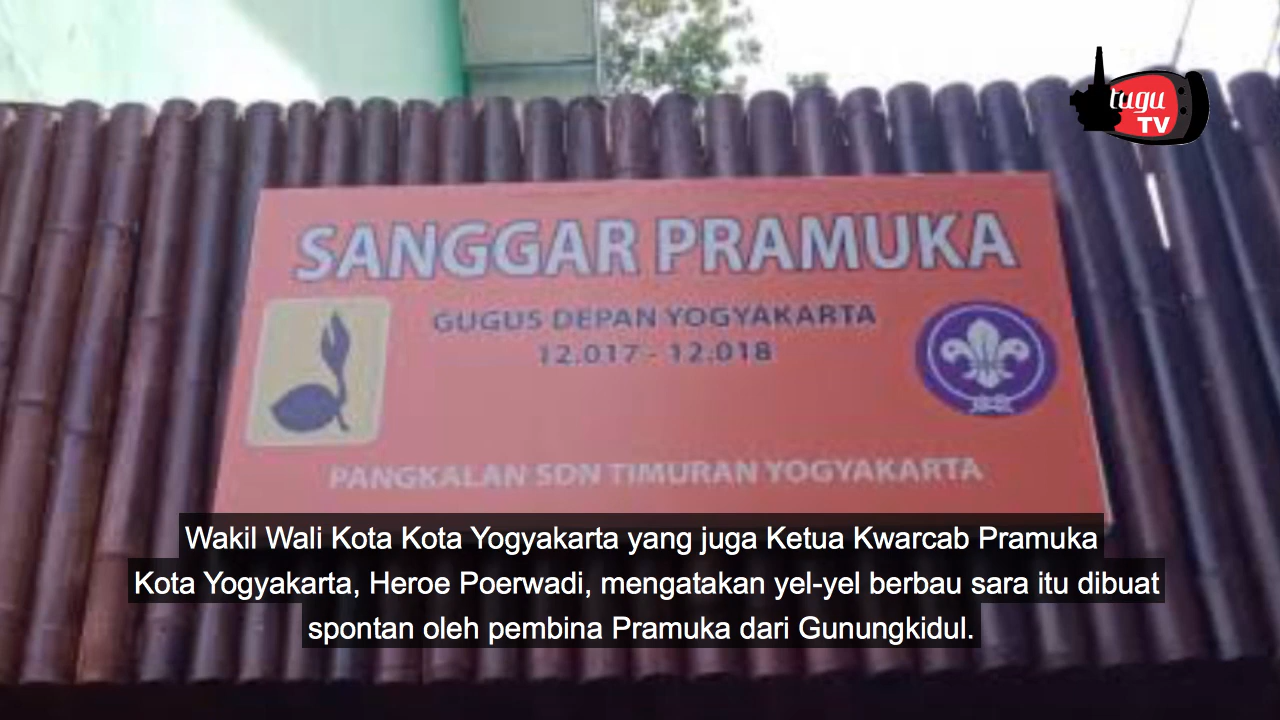 tugu
TV
SANGGAR PRAMUKA
GUGUS DEPAN YOGYAKARTA
12.017 - 12.018
PANGKALAN SDN TIMURAN YOGYAKARTA
Wakil Wali Kota Kota Yogyakarta yang juga Ketua Kwarcab Pramuka
Kota Yogyakarta, Heroe Poerwadi, mengatakan yel-yel berbau sara itu dibuat
spontan oleh pembina Pramuka dari Gunungkidul.